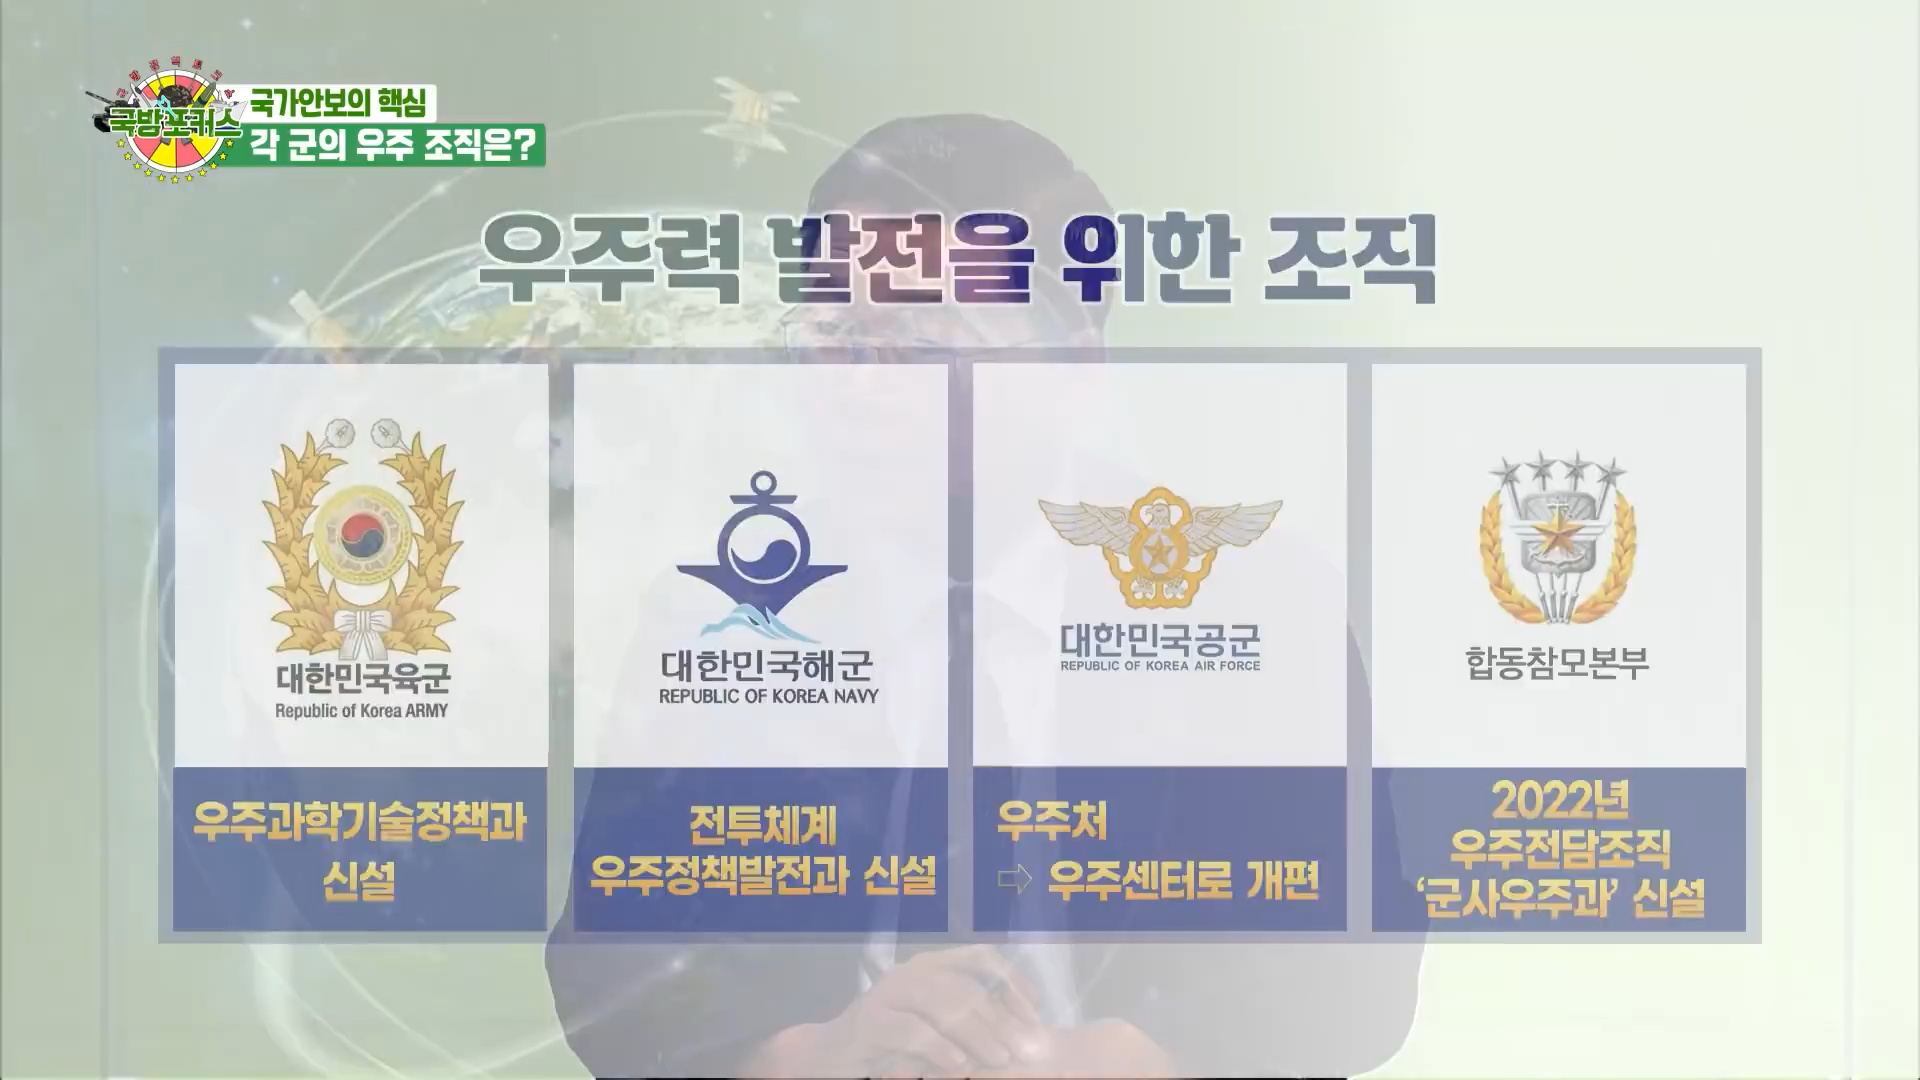 국방포커스
국가안보의 핵심
각 군의 우주 조직은?
우주력 발전을 위한 조직
대한민국육군
Republic of Korea ARMY
우주과학기술정책과
신설
대한민국해군
REPUBLIC OF KOREA NAVY
전투체계
우주정책발전과 신설
대한민국공군
REPUBLIC OF KOREA AIR FORCE
우주처
⇨ 우주센터로 개편
합동참모본부
2022년
우주전담조직
‘군사우주과’ 신설